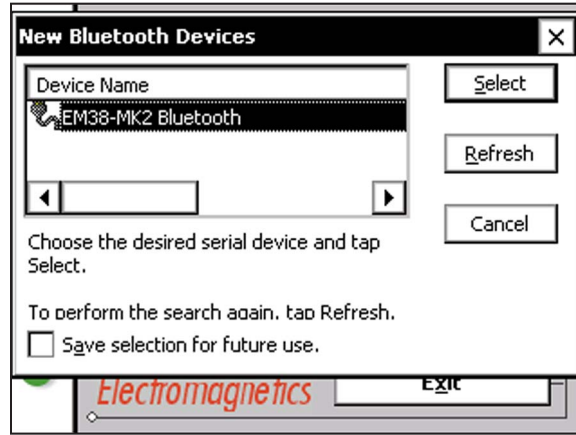 New Bluetooth Devices
Device Name
EM38-MK2 Bluetooth
Select
Refresh
Cancel
Choose the desired serial device and tap
Select.
To perform the search again, tap Refresh.
Save selection for future use.
Electromagnetics
Exit